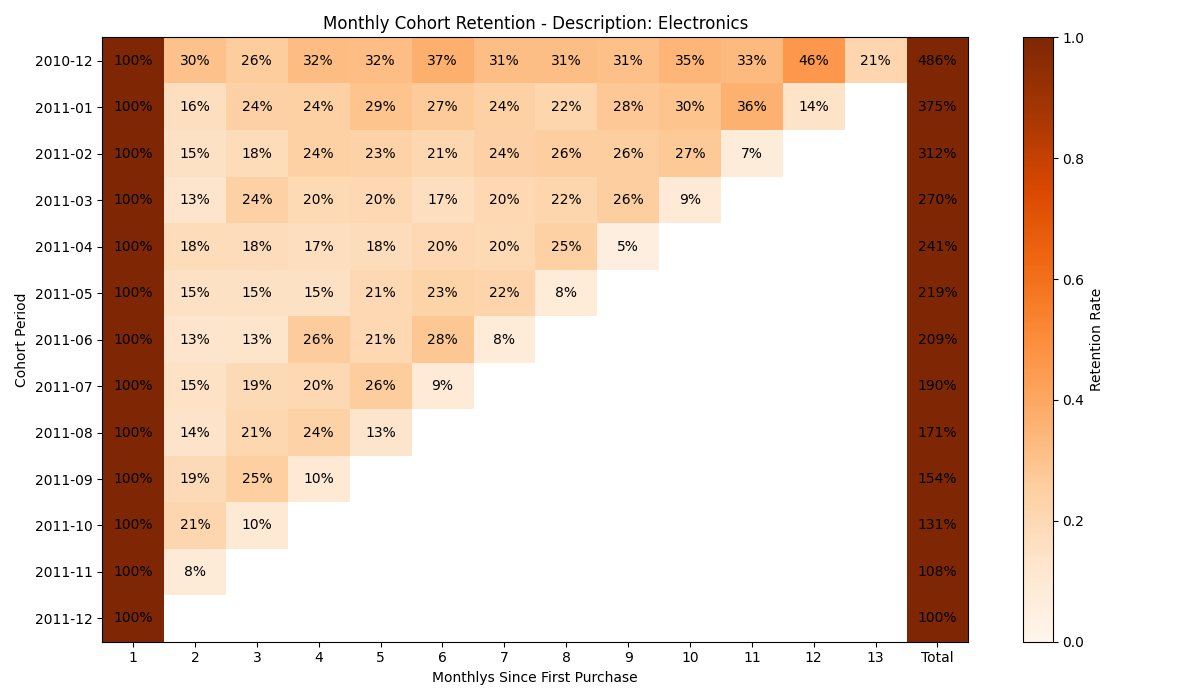 Monthly Cohort Retention - Description: Electronics
Cohort Period
2010-12 100% 30% 26% 32% 32% 37% 31% 31% 31% 35% 33% 46% 21% 486%
2011-01 100% 16% 24% 24% 29% 27% 24% 22% 28% 30% 36% 14% 375%
2011-02 100% 15% 18% 24% 23% 21% 24% 26% 26% 27% 7% 312%
2011-03 100% 13% 24% 20% 20% 17% 20% 22% 26% 9% 270%
2011-04 100% 18% 18% 17% 18% 20% 20% 25% 5% 241%
2011-05 100% 15% 15% 15% 21% 23% 22% 8% 219%
2011-06 100% 13% 13% 26% 21% 28% 8% 209%
2011-07 100% 15% 19% 20% 26% 9% 190%
2011-08 100% 14% 21% 24% 13% 171%
2011-09 100% 19% 25% 10% 154%
2011-10 100% 21% 10% 131%
2011-11 100% 8% 108%
2011-12 100% 100%
1 2 3 4 5 6 7 8 9 10 11 12 13 Total
Monthlys Since First Purchase
1.0
0.8
0.6
0.4
0.2
0.0
Retention Rate